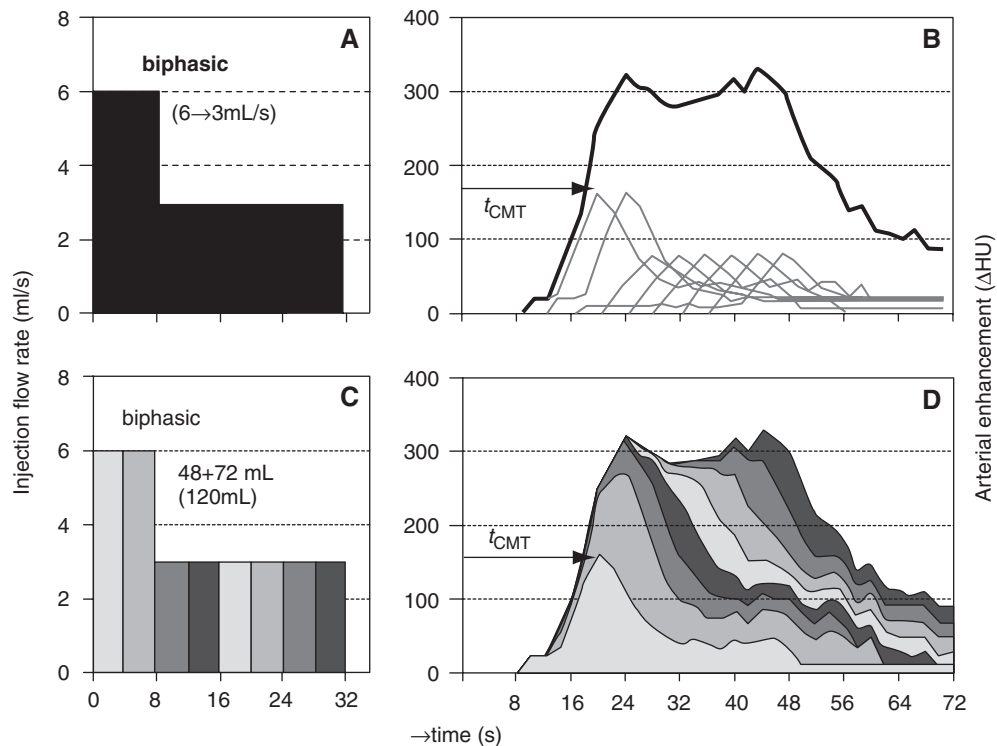 8
6
4
2
0
A
biphasic
(6→3mL/s)
400
300
200
100
0
B
tCMT
8
6
4
2
0
C
biphasic
48+72 mL
(120mL)
0 8 16 24 32
400
300
200
100
0
D
tCMT
8 16 24 32 40 48 56 64 72
→time (s)
Injection flow rate (ml/s)
Arterial enhancement (ΔHU)